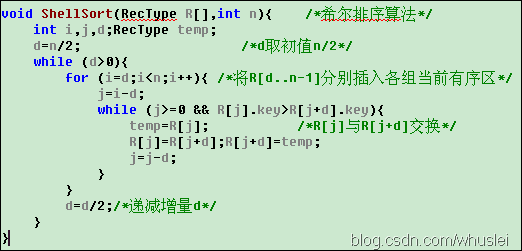 void ShellSort(RecType R[],int n){    /*希尔排序算法*/
    int i,j,d;RecType temp;
    d=n/2;                  /*d取初值n/2*/
    while (d>0){
        for (i=d;i<n;i++){ /*将R[d..n-1]分别插入各组当前有序区*/
            j=i-d;
            while (j>=0 && R[j].key>R[j+d].key){
                temp=R[j];           /*R[j]与R[j+d]交换*/
                R[j]=R[j+d];R[j+d]=temp;
                j=j-d;
            }
        }
        d=d/2;/*递减增量d*/
    }
}
blog.csdn.com/whuslei